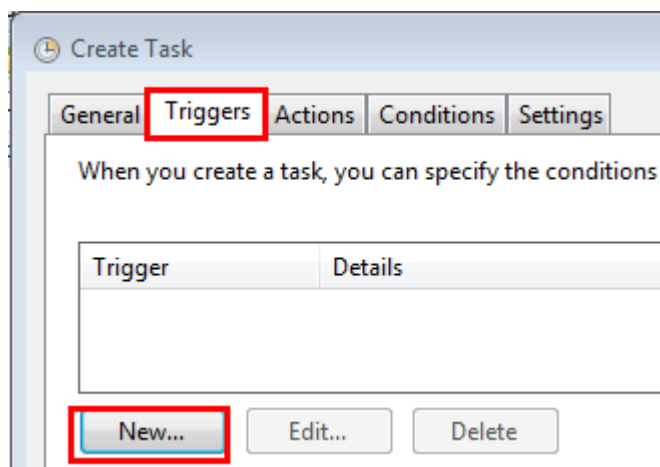 Create Task
General Triggers Actions Conditions Settings
When you create a task, you can specify the conditions
Trigger Details
New... Edit... Delete